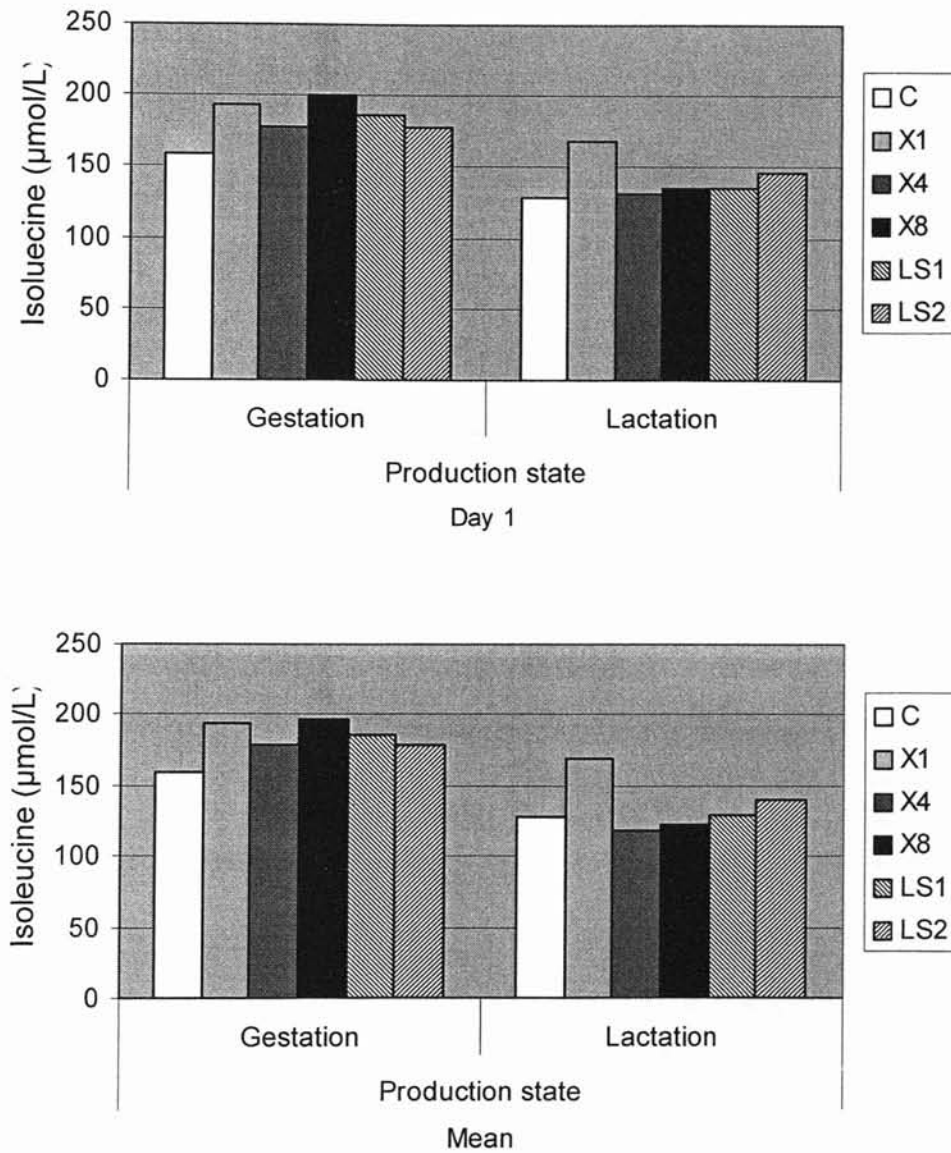 250
200
150
100
50
0
Isoluecine (µmol/L)
Gestation
Lactation
Production state
Day 1
C
X1
X4
X8
LS1
LS2
250
200
150
100
50
0
Isoleucine (µmol/L)
Gestation
Lactation
Production state
Mean
C
X1
X4
X8
LS1
LS2